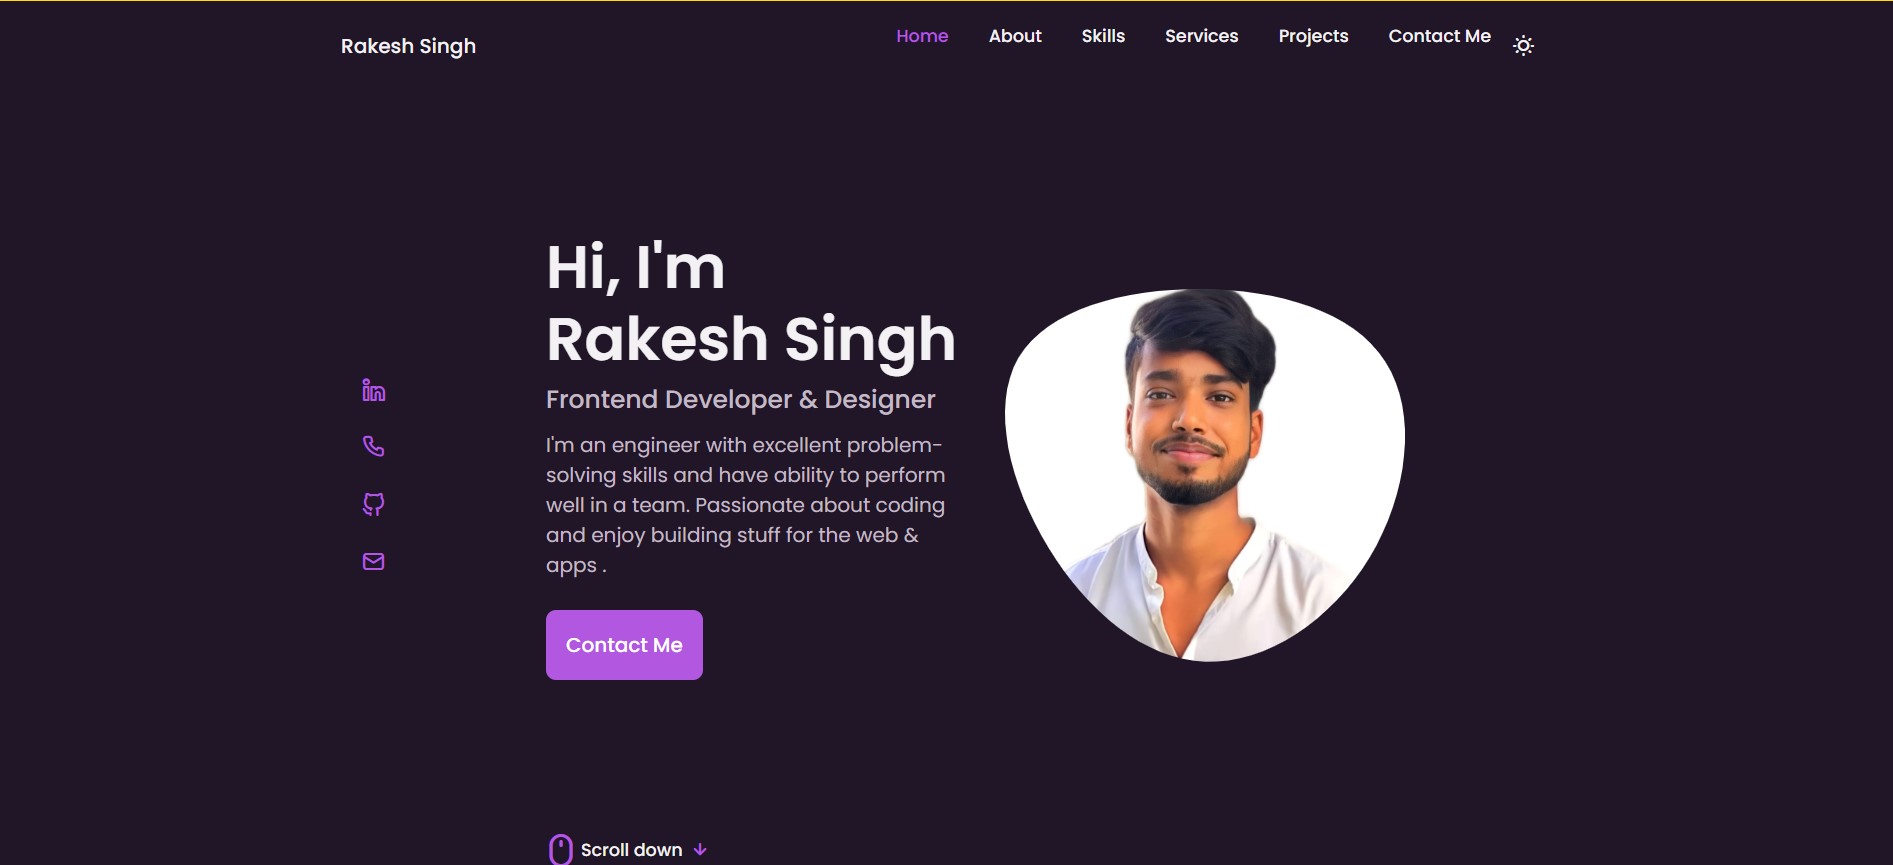 Rakesh Singh
Home About Skills Services Projects Contact Me
Hi, I'm
Rakesh Singh
Frontend Developer & Designer
I'm an engineer with excellent problem-
solving skills and have ability to perform
well in a team. Passionate about coding
and enjoy building stuff for the web &
apps .
Contact Me
Scroll down